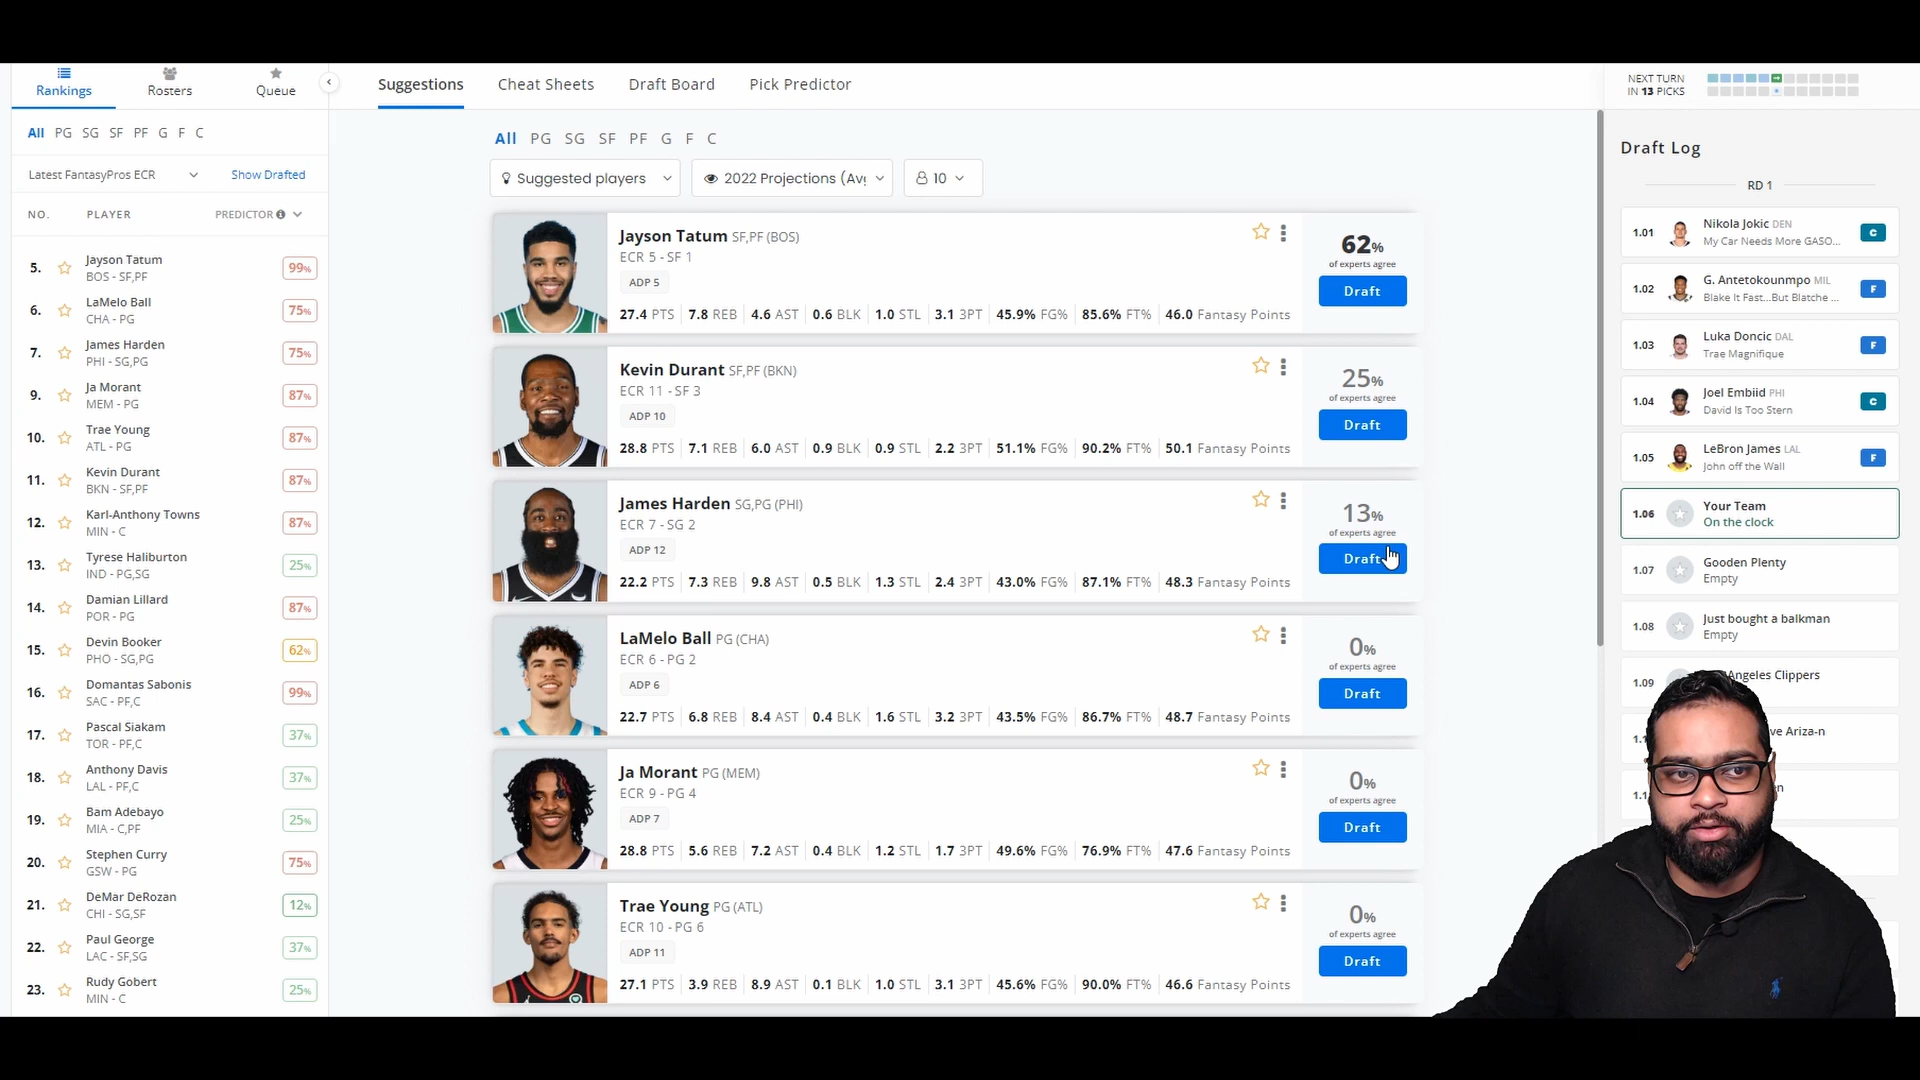 Rankings
Rosters
Queue
All PG SG SF PF G F C
Latest FantasyPros ECR
Show Drafted
NO. PLAYER PREDICTOR
5. Jayson Tatum 99%
BOS - SF,PF
6. LaMelo Ball 75%
CHA - PG
7. James Harden 75%
PHI - SG,PG
9. Ja Morant 87%
MEM - PG
10. Trae Young 87%
ATL - PG
11. Kevin Durant 87%
BKN - SF,PF
12. Karl-Anthony Towns 87%
MIN - C
13. Tyrese Haliburton 25%
IND - PG,SG
14. Damian Lillard 87%
POR - PG
15. Devin Booker 62%
PHO - SG,PG
16. Domantas Sabonis 99%
SAC - PF,C
17. Pascal Siakam 37%
TOR - PF,C
18. Anthony Davis 37%
LAL - PF,C
19. Bam Adebayo 25%
MIA - C,PF
20. Stephen Curry 75%
GSW - PG
21. DeMar DeRozan 12%
CHI - SG,SF
22. Paul George 37%
LAC - SF,SG
23. Rudy Gobert 25%
MIN - C
Suggestions Cheat Sheets Draft Board Pick Predictor
All PG SG SF PF G F C
Suggested players
2022 Projections (Av
10
Jayson Tatum SF,PF (BOS)
ECR 5 - SF 1
ADP 5
27.4 PTS 7.8 REB 4.6 AST 0.6 BLK 1.0 STL 3.1 3PT 45.9% FG% 85.6% FT% 46.0 Fantasy Points
62%
of experts agree
Draft
Kevin Durant SF,PF (BKN)
ECR 11 - SF 3
ADP 10
28.8 PTS 7.1 REB 6.0 AST 0.9 BLK 0.9 STL 2.2 3PT 51.1% FG% 90.2% FT% 50.1 Fantasy Points
25%
of experts agree
Draft
James Harden SG,PG (PHI)
ECR 7 - SG 2
ADP 12
22.2 PTS 7.3 REB 9.8 AST 0.5 BLK 1.3 STL 2.4 3PT 43.0% FG% 87.1% FT% 48.3 Fantasy Points
13%
of experts agree
Draft
LaMelo Ball PG (CHA)
ECR 6 - PG 2
ADP 6
22.7 PTS 6.8 REB 8.4 AST 0.4 BLK 1.6 STL 3.2 3PT 43.5% FG% 86.7% FT% 48.7 Fantasy Points
0%
of experts agree
Draft
Ja Morant PG (MEM)
ECR 9 - PG 4
ADP 7
28.8 PTS 5.6 REB 7.2 AST 0.4 BLK 1.2 STL 1.7 3PT 49.6% FG% 76.9% FT% 47.6 Fantasy Points
0%
of experts agree
Draft
Trae Young PG (ATL)
ECR 10 - PG 6
ADP 11
27.1 PTS 3.9 REB 8.9 AST 0.1 BLK 1.0 STL 3.1 3PT 45.6% FG% 90.0% FT% 46.6 Fantasy Points
0%
of experts agree
Draft
NEXT TURN
IN 13 PICKS
Draft Log
RD 1
1.01 Nikola Jokic DEN C
My Car Needs More GASO...
1.02 G. Antetokounmpo MIL F
Blake It Fast...But Blatche ...
1.03 Luka Doncic DAL F
Trae Magnifique
1.04 Joel Embiid PHI C
David Is Too Stern
1.05 LeBron James LAL F
John off the Wall
1.06 Your Team
On the clock
1.07 Gooden Plenty
Empty
1.08 Just bought a balkman
Empty
1.09 Angeles Clippers
ve Ariza-n